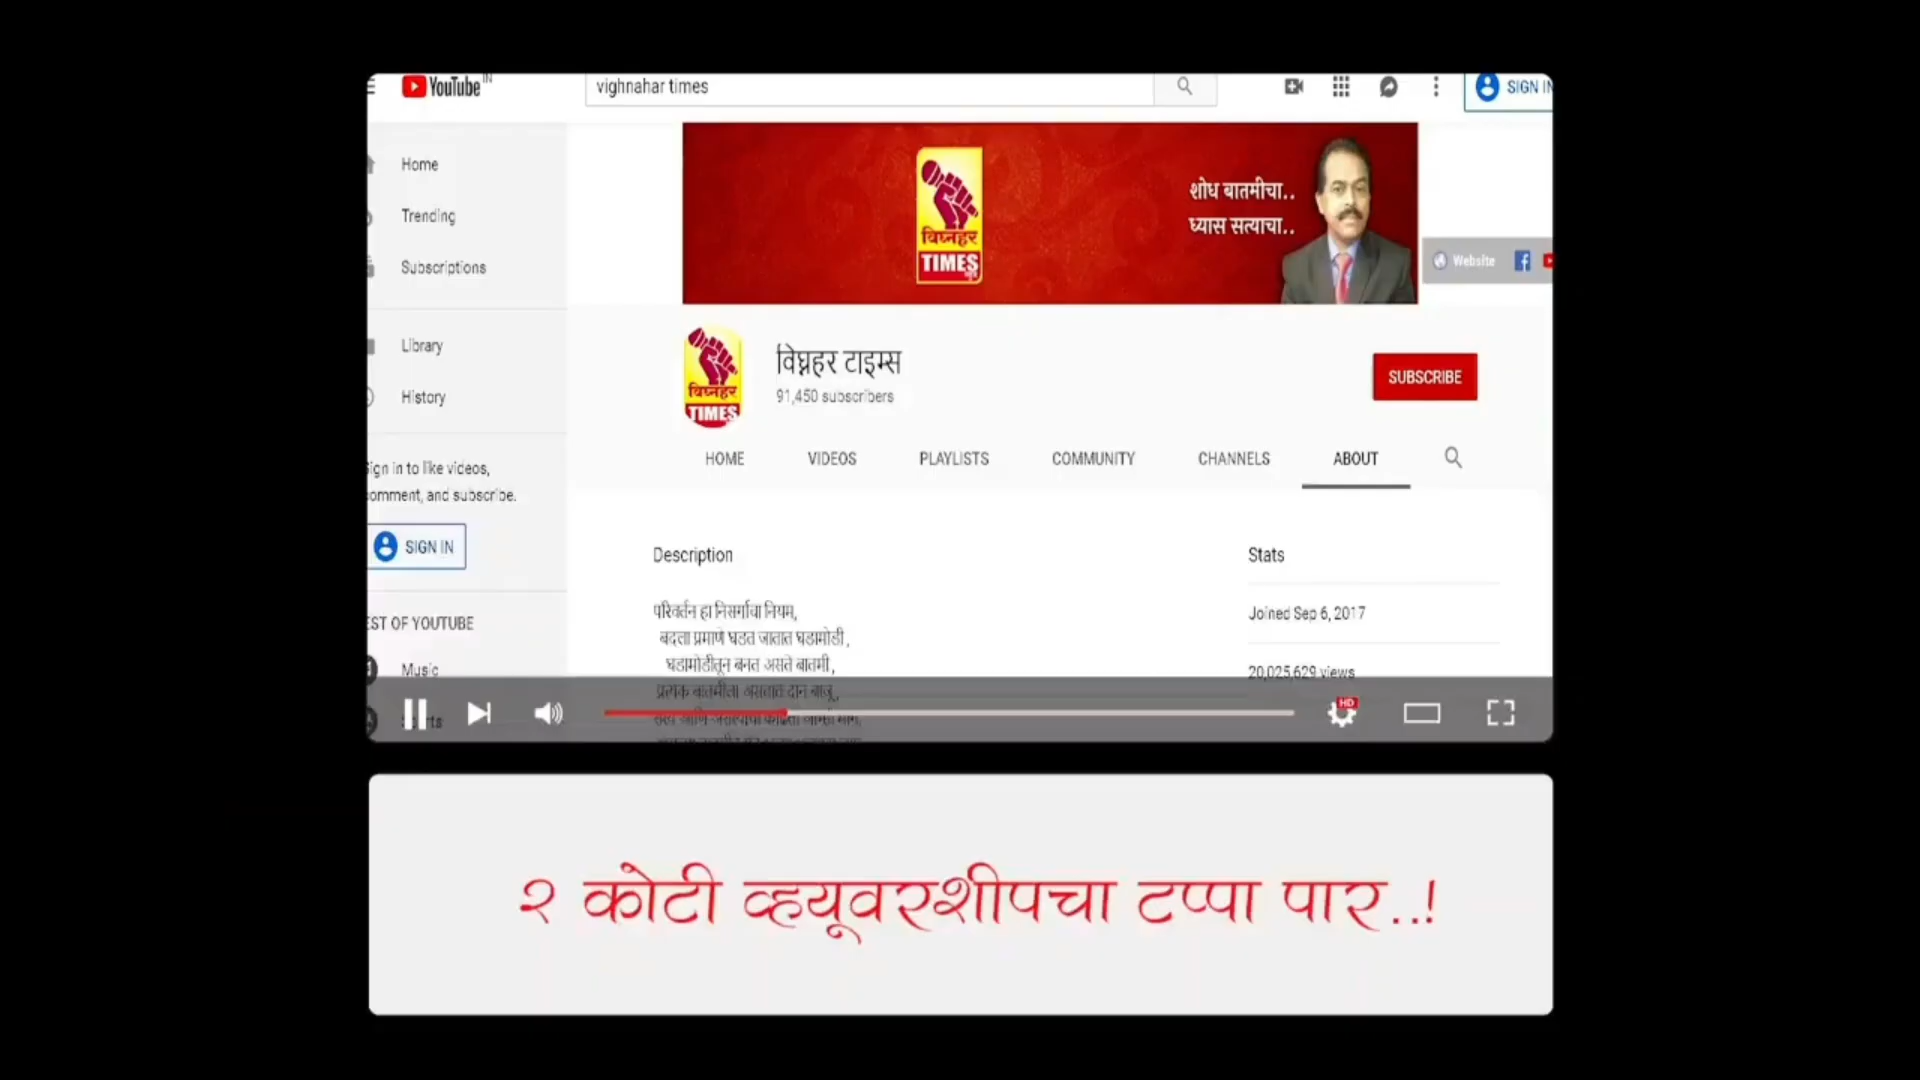 YouTube IN
vighnahar times
SIGN IN
Home
Trending
Subscriptions
Library
History
Sign in to like videos,
comment, and subscribe.
SIGN IN
BEST OF YOUTUBE
Music
विघ्नहर
TIMES
शोध बातमीचा..
ध्यास सत्याचा..
Website
विघ्नहर
TIMES
विघ्नहर टाइम्स
91,450 subscribers
SUBSCRIBE
HOME VIDEOS PLAYLISTS COMMUNITY CHANNELS ABOUT
Description
परिवर्तन हा निसर्गाचा नियम,
बदला प्रमाणे घडत जातात घडामोडी,
घडामोडीतून बनत असते बातमी,
Stats
Joined Sep 6, 2017
20,025,629 views
HD
२ कोटी व्हयूवरशीपचा टप्पा पार..!